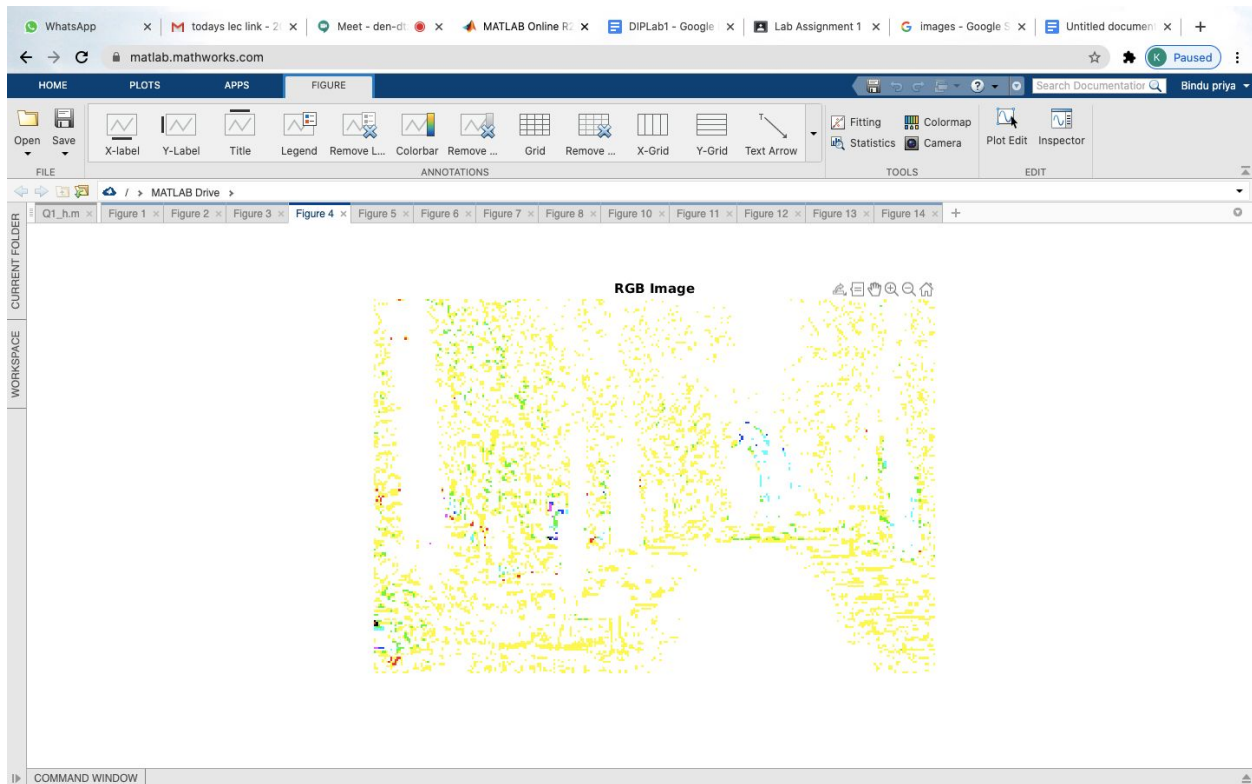 WhatsApp
todays lec link - 2
Meet - den-dt
MATLAB Online R2
DIPLab1 - Google
Lab Assignment 1
images - Google S
Untitled document
matlab.mathworks.com
K Paused
HOME PLOTS APPS FIGURE
Search Documentation Bindu priya
Open Save X-label Y-Label Title Legend Remove L... Colorbar Remove ... Grid Remove ... X-Grid Y-Grid Text Arrow
Fitting Colormap
Statistics Camera
Plot Edit Inspector
FILE ANNOTATIONS TOOLS EDIT
/ > MATLAB Drive >
Q1_h.m Figure 1 Figure 2 Figure 3 Figure 4 Figure 5 Figure 6 Figure 7 Figure 8 Figure 10 Figure 11 Figure 12 Figure 13 Figure 14
CURRENT FOLDER
WORKSPACE
RGB Image
COMMAND WINDOW